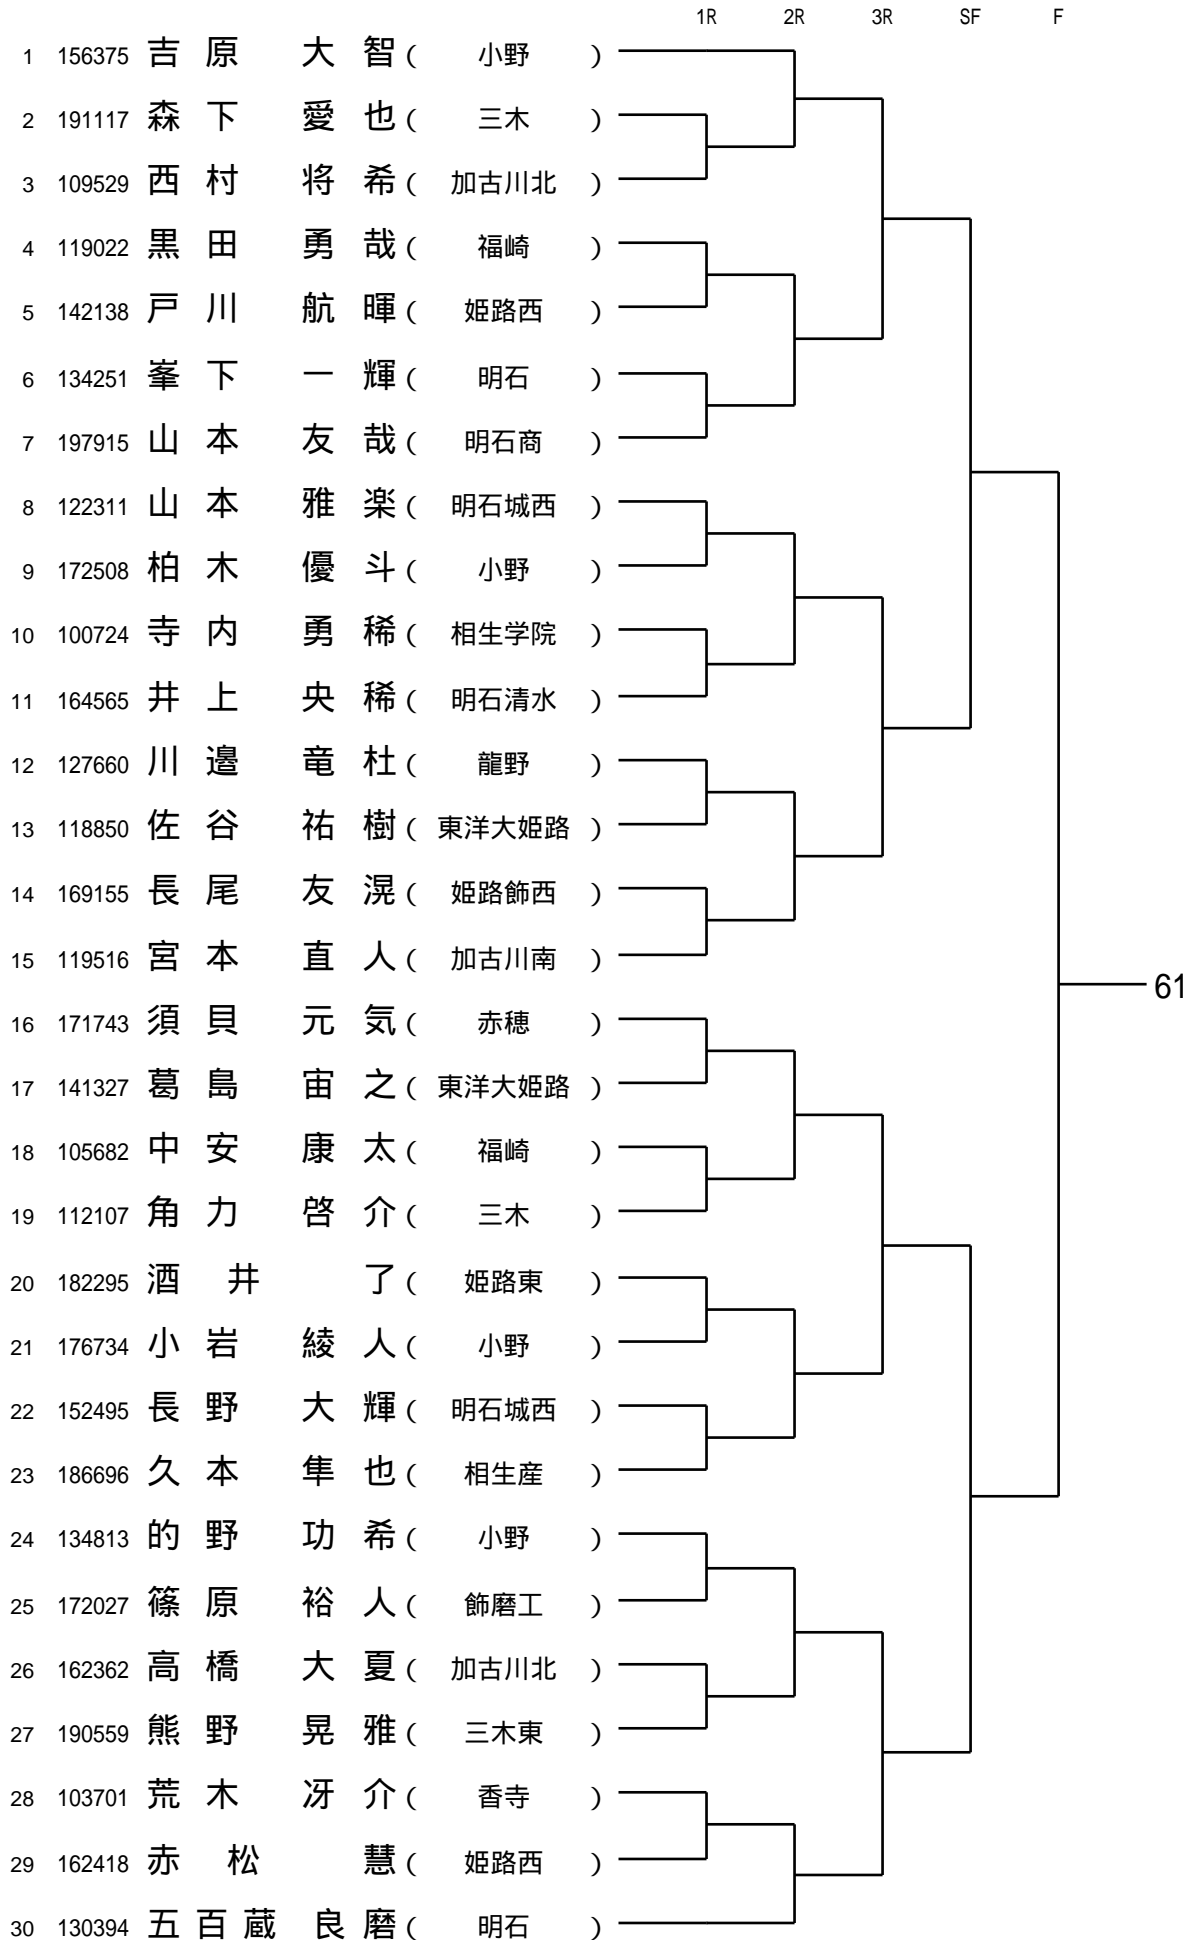 1R 2R 3R SF F
1 156375 吉原 大智 ( 小野 )
2 191117 森下 愛也 ( 三木 )
3 109529 西村 将希 ( 加古川北 )
4 119022 黒田 勇哉 ( 福崎 )
5 142138 戸川 航暉 ( 姫路西 )
6 134251 峯下 一輝 ( 明石 )
7 197915 山本 友哉 ( 明石商 )
8 122311 山本 雅楽 ( 明石城西 )
9 172508 柏木 優斗 ( 小野 )
10 100724 寺内 勇稀 ( 相生学院 )
11 164565 井上 央稀 ( 明石清水 )
12 127660 川邉 竜杜 ( 龍野 )
13 118850 佐谷 祐樹 ( 東洋大姫路 )
14 169155 長尾 友滉 ( 姫路飾西 )
15 119516 宮本 直人 ( 加古川南 )
61
16 171743 須貝 元気 ( 赤穂 )
17 141327 葛島 宙之 ( 東洋大姫路 )
18 105682 中安 康太 ( 福崎 )
19 112107 角力 啓介 ( 三木 )
20 182295 酒井 了 ( 姫路東 )
21 176734 小岩 綾人 ( 小野 )
22 152495 長野 大輝 ( 明石城西 )
23 186696 久本 隼也 ( 相生産 )
24 134813 的野 功希 ( 小野 )
25 172027 篠原 裕人 ( 飾磨工 )
26 162362 高橋 大夏 ( 加古川北 )
27 190559 熊野 晃雅 ( 三木東 )
28 103701 荒木 冴介 ( 香寺 )
29 162418 赤松 慧 ( 姫路西 )
30 130394 五百蔵 良磨 ( 明石 )